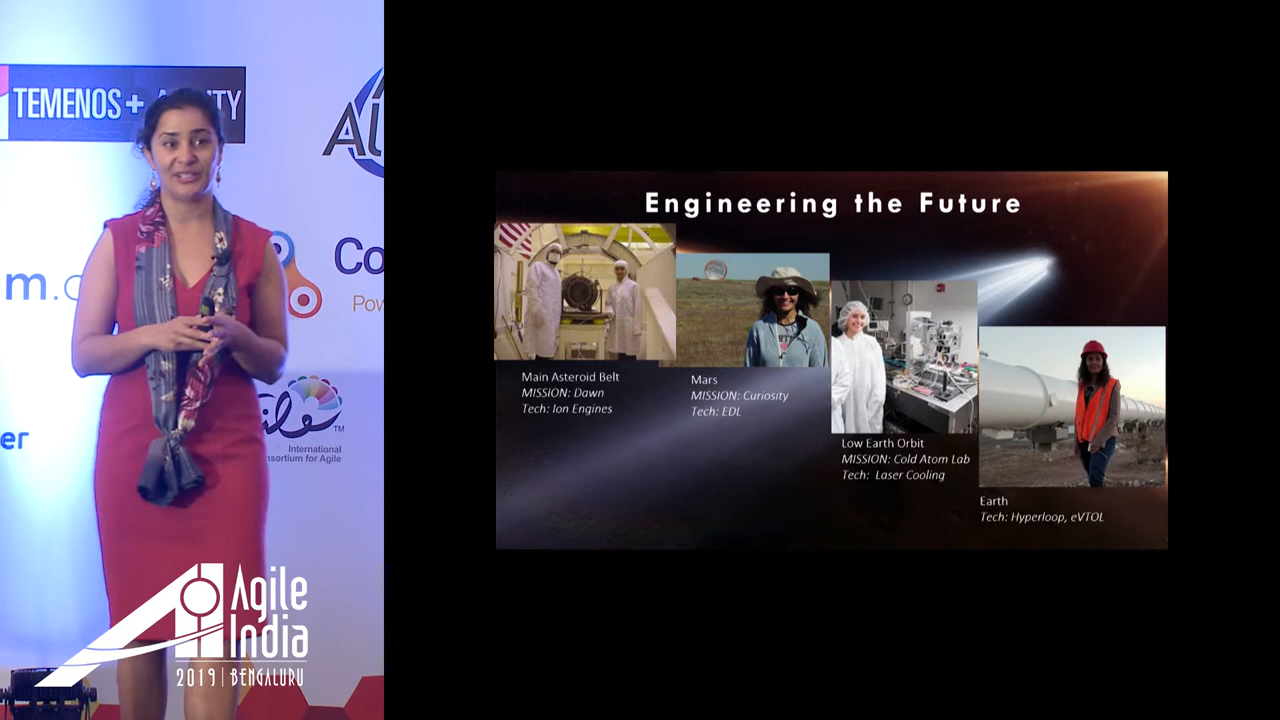 TEMENOS+
Engineering the Future
Main Asteroid Belt
MISSION: Dawn
Tech: Ion Engines
Mars
MISSION: Curiosity
Tech: EDL
Low Earth Orbit
MISSION: Cold Atom Lab
Tech: Laser Cooling
Earth
Tech: Hyperloop, eVTOL
International
Consortium for Agile
Agile
India
2019 | BENGALURU